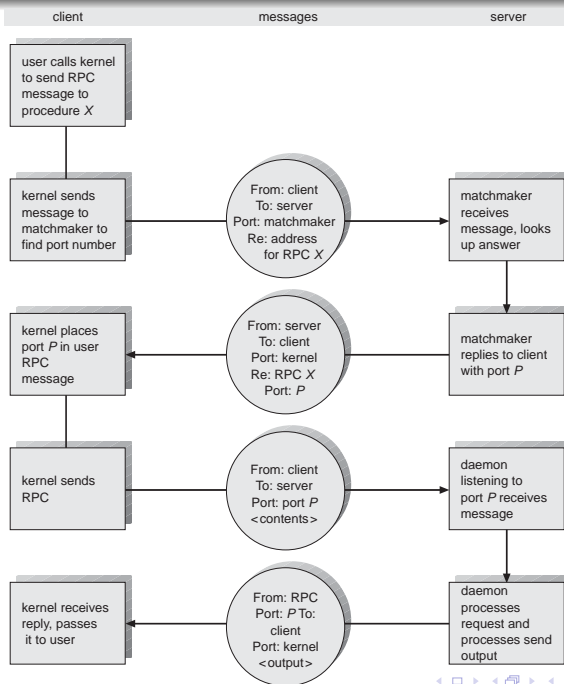 client
messages
server
user calls kernel
to send RPC
message to
procedure X
kernel sends
message to
matchmaker to
find port number
From: client
To: server
Port: matchmaker
Re: address
for RPC X
matchmaker
receives
message, looks
up answer
kernel places
port P in user
RPC
message
From: server
To: client
Port: kernel
Re: RPC X
Port: P
matchmaker
replies to client
with port P
kernel sends
RPC
From: client
To: server
Port: port P
<contents>
daemon
listening to
port P receives
message
kernel receives
reply, passes
it to user
From: RPC
Port: P To:
client
Port: kernel
<output>
daemon
processes
request and
processes send
output